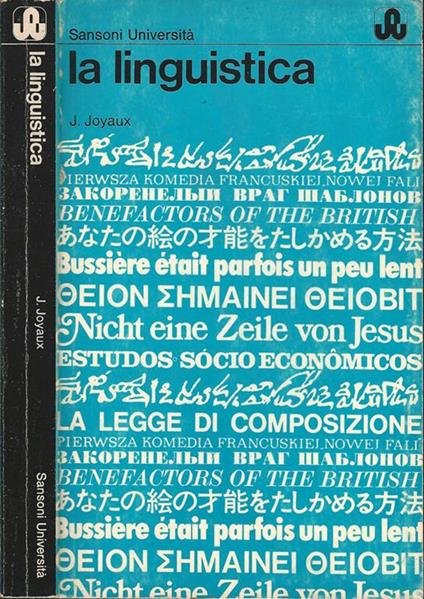 la linguistica
J. Joyaux
Sansoni Università
Sansoni Università
la linguistica
J. Joyaux
PIERWSZA KOMEDIA FRANCUSKIEJ, NOWEJ FALI
ЗАКОРЕНЕЛЫЙ ВРАГ ШАБЛОНОВ
BENEFACTORS OF THE BRITISH
あなたの絵の才能をたしかめる方法
Bussière était parfois un peu lent
ΘΕΙΟΝ ΣΗΜΑΙΝΕΙ ΘΕΙΟΒΙΤ
Nicht eine Zeile von Jesus
ESTUDOS SÓCIO ECONÔMICOS
LA LEGGE DI COMPOSIZIONE
PIERWSZA KOMEDIA FRANCUSKIEJ, NOWEJ FALI
ЗАКОРЕНЕЛЫЙ ВРАГ ШАБЛОНОВ
BENEFACTORS OF THE BRITISH
あなたの絵の才能をたしかめる方法
Bussière était parfois un peu lent
ΘΕΙΟΝ ΣΗΜΑΙΝΕΙ ΘΕΙΟΒΙΤ
Nicht eine Zeile von Jesus